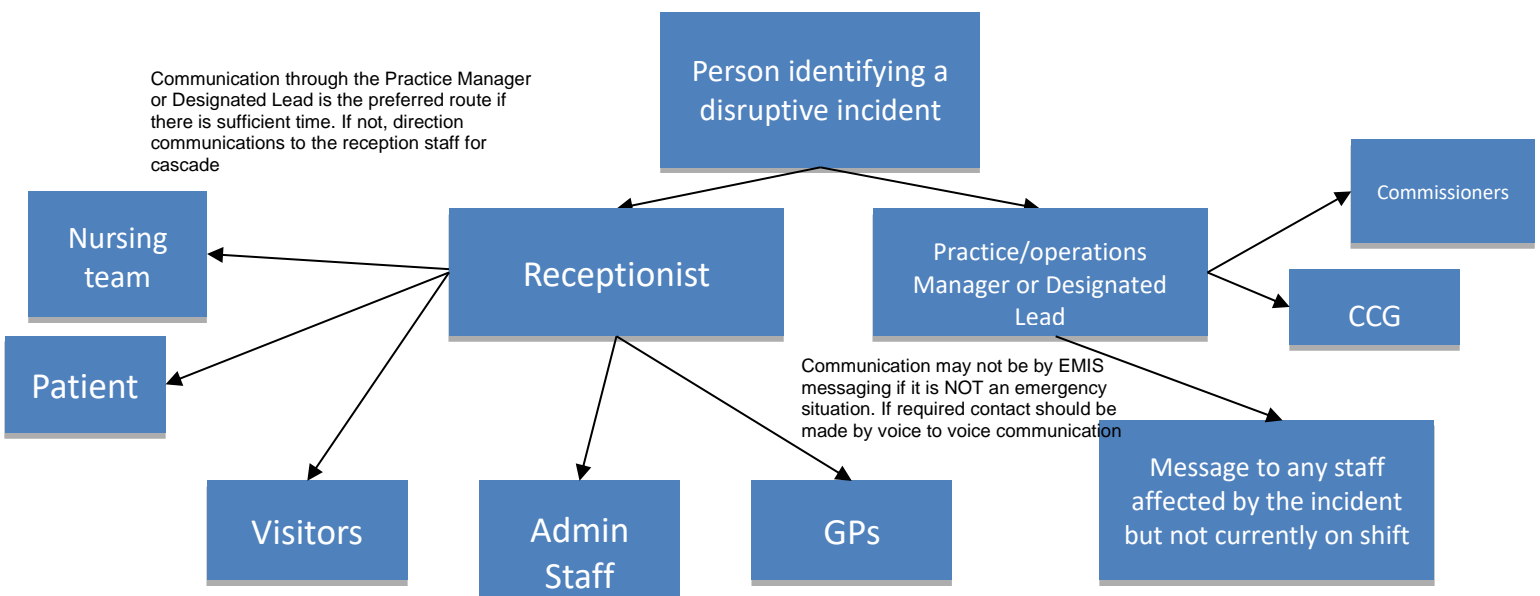 Person identifying a
disruptive incident
Communication through the Practice Manager
or Designated Lead is the preferred route if
there is sufficient time. If not, direction
communications to the reception staff for
cascade
Commissioners
Nursing
team
Receptionist
Practice/operations
Manager or Designated
Lead
CCG
Patient
Communication may not be by EMIS
messaging if it is NOT an emergency
situation. If required contact should be
made by voice to voice communication
Message to any staff
affected by the incident
but not currently on shift
Visitors
Admin
Staff
GPs